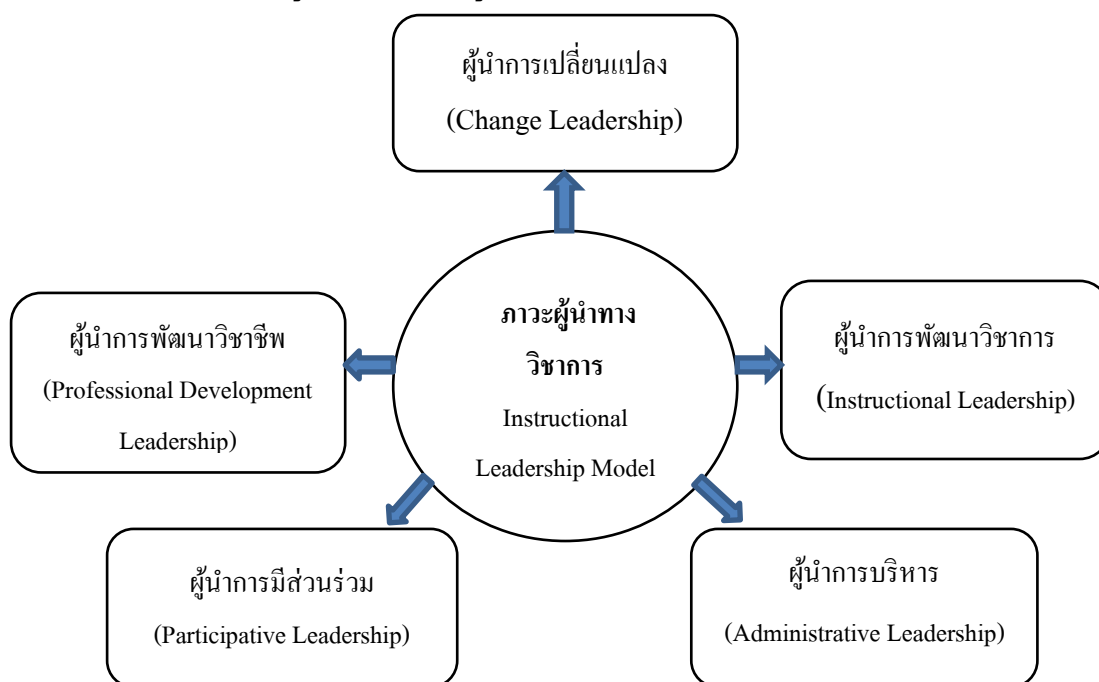 ผู้นำการเปลี่ยนแปลง
(Change Leadership)
ภาวะผู้นำทาง
วิชาการ
Instructional
Leadership Model
ผู้นำการพัฒนาวิชาชีพ
(Professional Development
Leadership)
ผู้นำการพัฒนาวิชาการ
(Instructional Leadership)
ผู้นำการมีส่วนร่วม
(Participative Leadership)
ผู้นำการบริหาร
(Administrative Leadership)